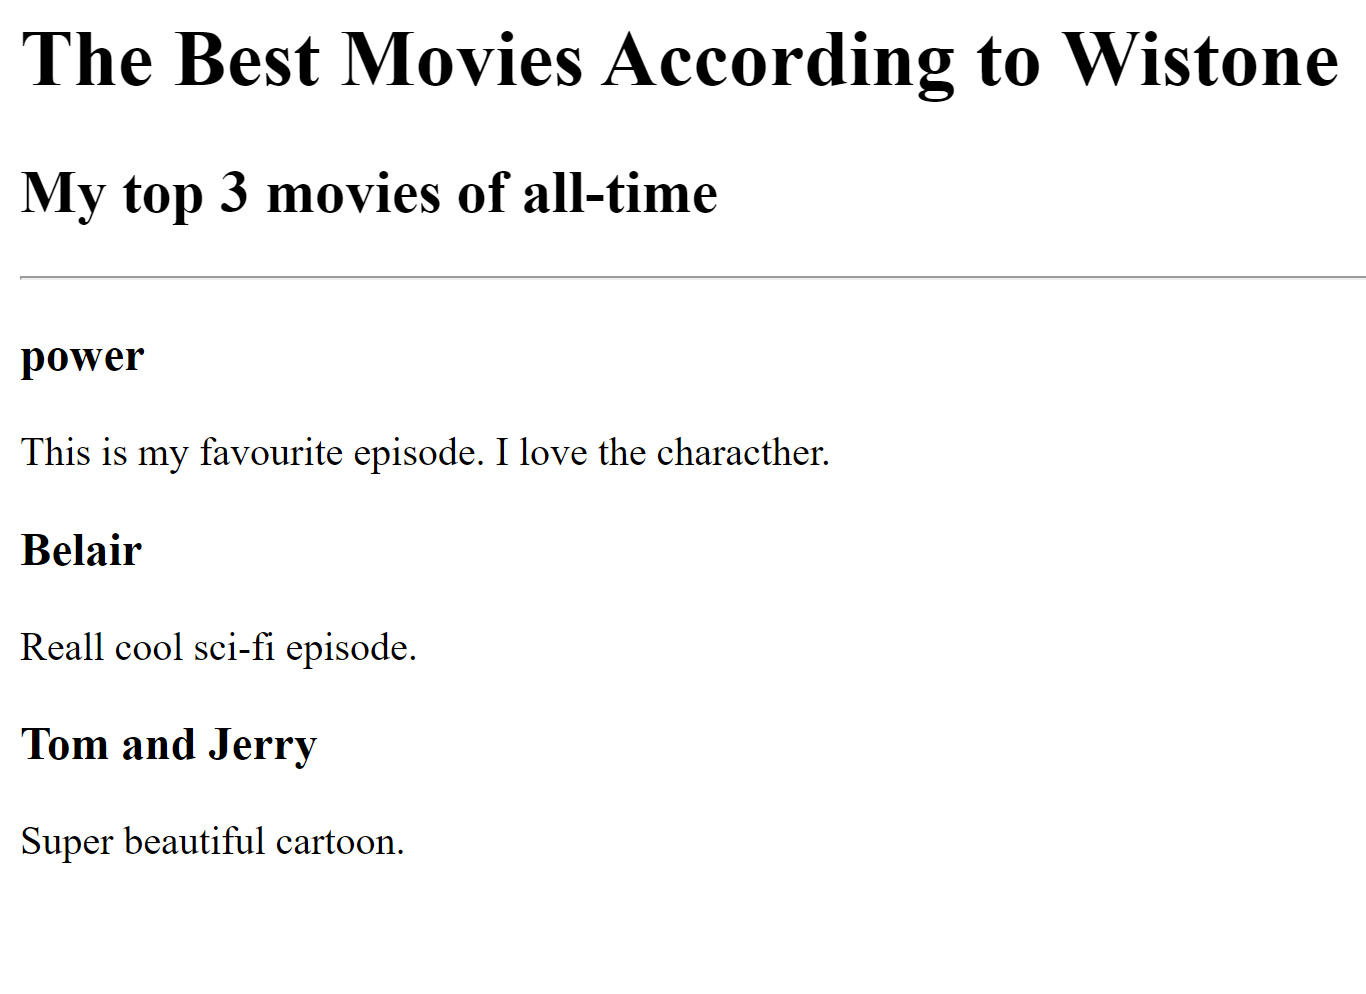 The Best Movies According to Wistone
My top 3 movies of all-time
power
This is my favourite episode. I love the characther.
Belair
Reall cool sci-fi episode.
Tom and Jerry
Super beautiful cartoon.